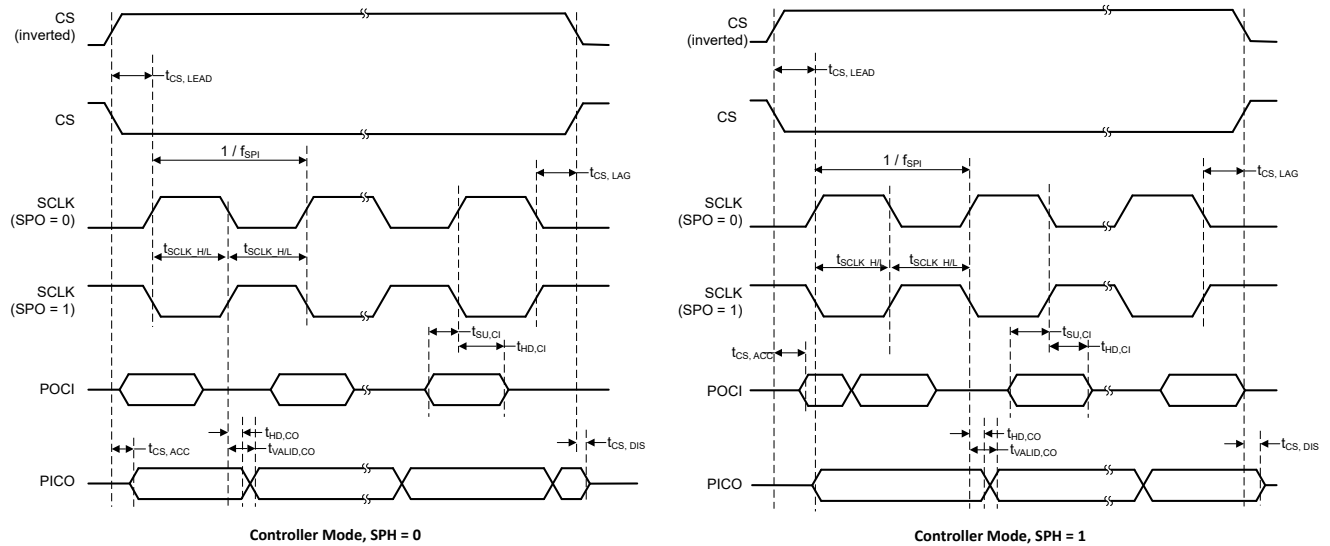 CS
(inverted)
tCS, LEAD
CS
1 / fSPI
tCS, LAG
SCLK
(SPO = 0)
tSCLK_H/L
tSCLK_H/L
SCLK
(SPO = 1)
tSU,CI
tHD,CI
POCI
tHD,CO
tCS, ACC
tVALID,CO
tCS, DIS
PICO
Controller Mode, SPH = 0
CS
(inverted)
tCS, LEAD
CS
1 / fSPI
tCS, LAG
SCLK
(SPO = 0)
tSCLK_H/L
tSCLK_H/L
SCLK
(SPO = 1)
tSU,CI
tCS, ACC
tHD,CI
POCI
tHD,CO
tVALID,CO
tCS, DIS
PICO
Controller Mode, SPH = 1